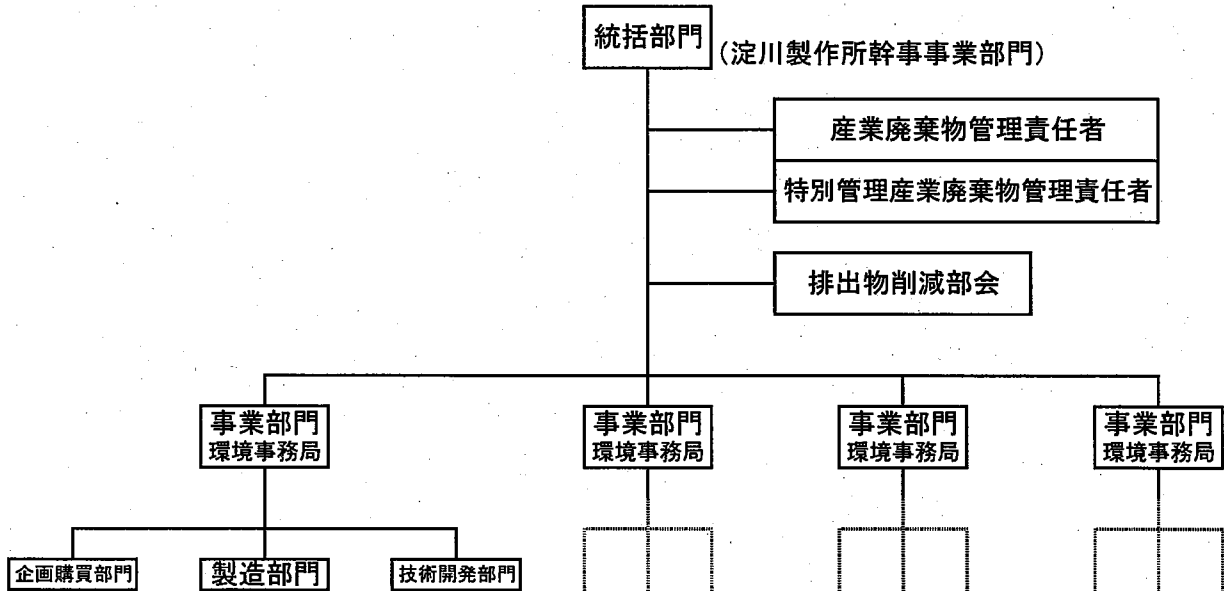 統括部門
(淀川製作所幹事事業部門)
産業廃棄物管理責任者
特別管理産業廃棄物管理責任者
排出物削減部会
事業部門
環境事務局
事業部門
環境事務局
事業部門
環境事務局
事業部門
環境事務局
企画購買部門
製造部門
技術開発部門